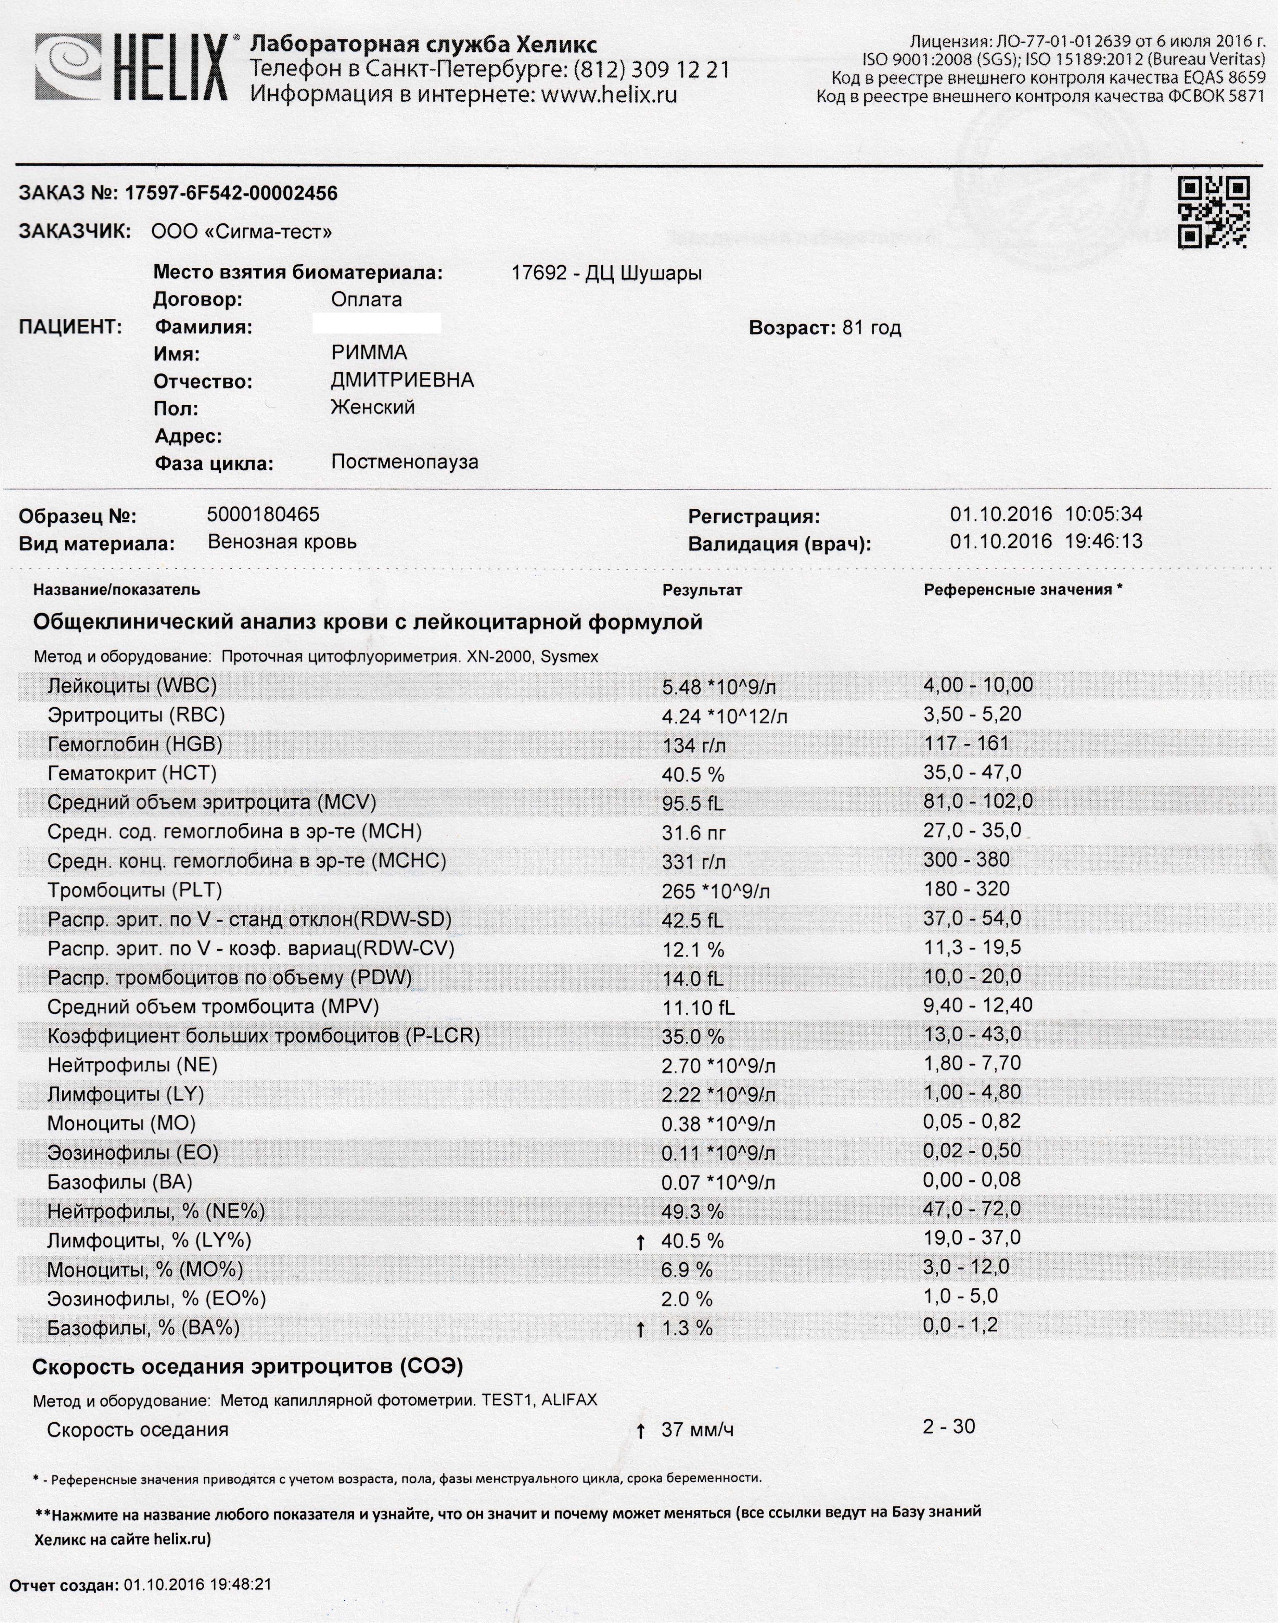 HELIX®
Лабораторная служба Хеликс
Телефон в Санкт-Петербурге: (812) 309 12 21
Информация в интернете: www.helix.ru
Лицензия: ЛО-77-01-012639 от 6 июля 2016 г.
ISO 9001:2008 (SGS); ISO 15189:2012 (Bureau Veritas)
Код в реестре внешнего контроля качества EQAS 8659
Код в реестре внешнего контроля качества ФСВОК 5871
ЗАКАЗ №: 17597-6F542-00002456
ЗАКАЗЧИК: ООО «Сигма-тест»
Место взятия биоматериала: 17692 - ДЦ Шушары
Договор: Оплата
ПАЦИЕНТ: Фамилия: Возраст: 81 год
Имя: РИММА
Отчество: ДМИТРИЕВНА
Пол: Женский
Адрес:
Фаза цикла: Постменопауза
Образец №: 5000180465 Регистрация: 01.10.2016 10:05:34
Вид материала: Венозная кровь Валидация (врач): 01.10.2016 19:46:13
Название/показатель Результат Референсные значения *
Общеклинический анализ крови с лейкоцитарной формулой
Метод и оборудование: Проточная цитофлуориметрия. XN-2000, Sysmex
Лейкоциты (WBC) 5.48 *10^9/л 4,00 - 10,00
Эритроциты (RBC) 4.24 *10^12/л 3,50 - 5,20
Гемоглобин (HGB) 134 г/л 117 - 161
Гематокрит (HCT) 40.5 % 35,0 - 47,0
Средний объем эритроцита (MCV) 95.5 fL 81,0 - 102,0
Средн. сод. гемоглобина в эр-те (MCH) 31.6 пг 27,0 - 35,0
Средн. конц. гемоглобина в эр-те (MCHC) 331 г/л 300 - 380
Тромбоциты (PLT) 265 *10^9/л 180 - 320
Распр. эрит. по V - станд отклон(RDW-SD) 42.5 fL 37,0 - 54,0
Распр. эрит. по V - коэф. вариац(RDW-CV) 12.1 % 11,3 - 19,5
Распр. тромбоцитов по объему (PDW) 14.0 fL 10,0 - 20,0
Средний объем тромбоцита (MPV) 11.10 fL 9,40 - 12,40
Коэффициент больших тромбоцитов (P-LCR) 35.0 % 13,0 - 43,0
Нейтрофилы (NE) 2.70 *10^9/л 1,80 - 7,70
Лимфоциты (LY) 2.22 *10^9/л 1,00 - 4,80
Моноциты (MO) 0.38 *10^9/л 0,05 - 0,82
Эозинофилы (EO) 0.11 *10^9/л 0,02 - 0,50
Базофилы (BA) 0.07 *10^9/л 0,00 - 0,08
Нейтрофилы, % (NE%) 49.3 % 47,0 - 72,0
Лимфоциты, % (LY%) ↑ 40.5 % 19,0 - 37,0
Моноциты, % (MO%) 6.9 % 3,0 - 12,0
Эозинофилы, % (EO%) 2.0 % 1,0 - 5,0
Базофилы, % (BA%) ↑ 1.3 % 0,0 - 1,2
Скорость оседания эритроцитов (СОЭ)
Метод и оборудование: Метод капиллярной фотометрии. TEST1, ALIFAX
Скорость оседания ↑ 37 мм/ч 2 - 30
* - Референсные значения приводятся с учетом возраста, пола, фазы менструального цикла, срока беременности.
**Нажмите на название любого показателя и узнайте, что он значит и почему может меняться (все ссылки ведут на Базу знаний
Хеликс на сайте helix.ru)
Отчет создан: 01.10.2016 19:48:21